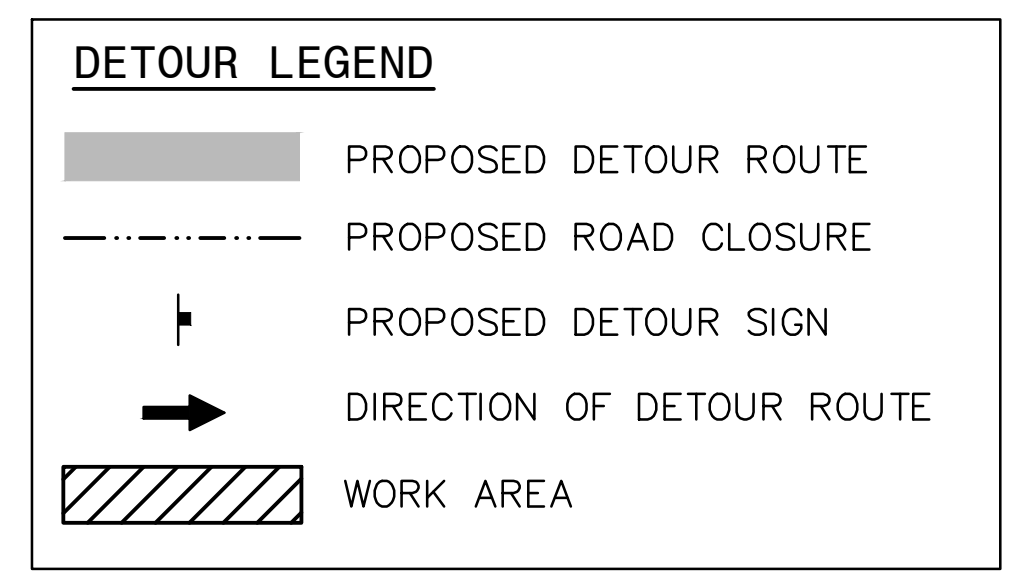 DETOUR LEGEND
PROPOSED DETOUR ROUTE
PROPOSED ROAD CLOSURE
PROPOSED DETOUR SIGN
DIRECTION OF DETOUR ROUTE
WORK AREA